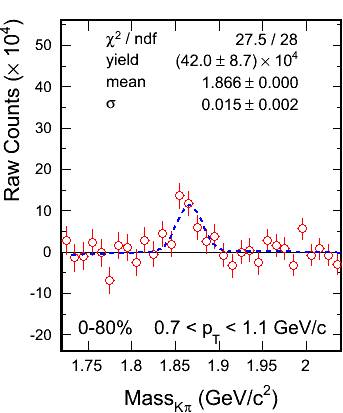 Raw Counts (× 10⁴)
50
40
30
20
10
0
-10
-20
χ² / ndf 27.5 / 28
yield (42.0 ± 8.7) × 10⁴
mean 1.866 ± 0.000
σ 0.015 ± 0.002
0-80% 0.7 < p_T < 1.1 GeV/c
1.75 1.8 1.85 1.9 1.95 2
Mass_Kπ (GeV/c²)